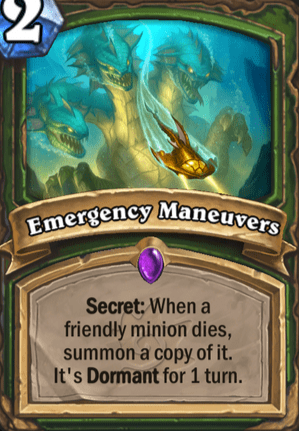 2
Emergency Maneuvers
Secret: When a
friendly minion dies,
summon a copy of it.
It's Dormant for 1 turn.